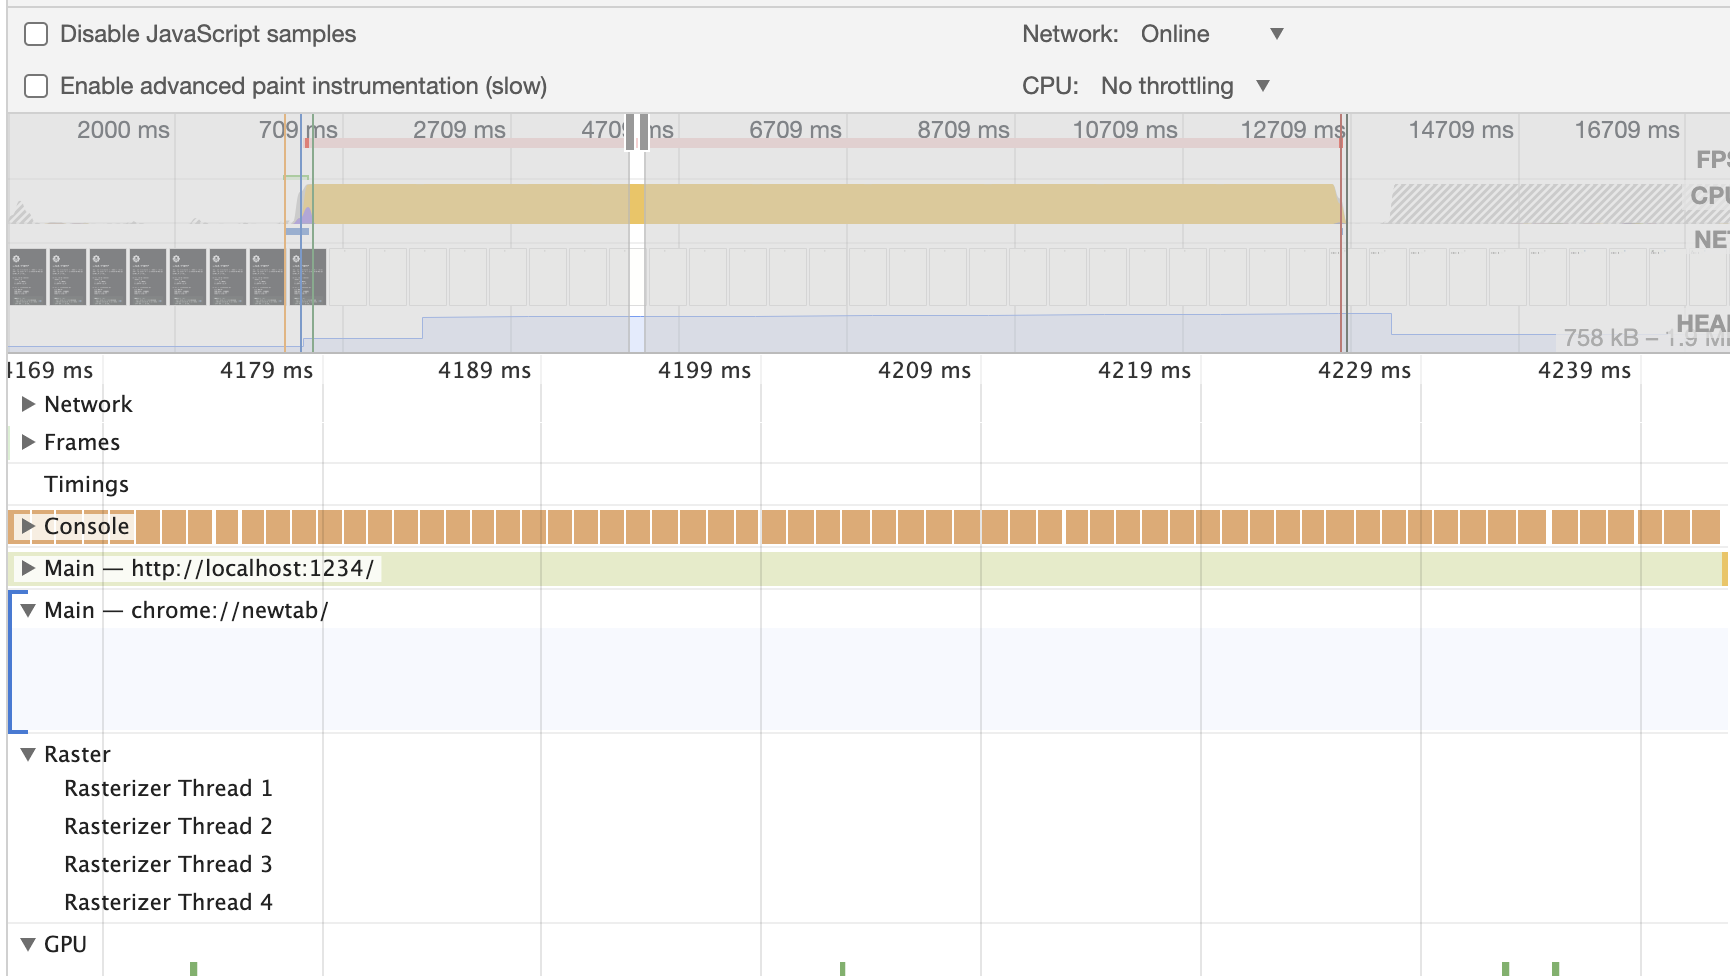 Disable JavaScript samples Network: Online
Enable advanced paint instrumentation (slow) CPU: No throttling
2000 ms 709 ms 2709 ms 4709 ms 6709 ms 8709 ms 10709 ms 12709 ms 14709 ms 16709 ms
FPS
CPU
NET
HEAP
758 kB – 1.9 M
4169 ms 4179 ms 4189 ms 4199 ms 4209 ms 4219 ms 4229 ms 4239 ms
Network
Frames
Timings
Console
Main — http://localhost:1234/
Main — chrome://newtab/
Raster
Rasterizer Thread 1
Rasterizer Thread 2
Rasterizer Thread 3
Rasterizer Thread 4
GPU